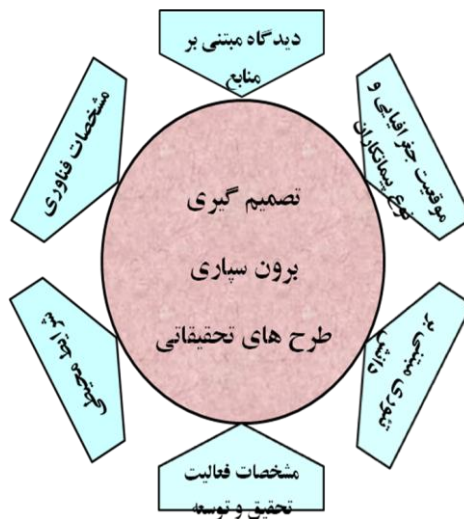 دیدگاه مبتنی بر
منابع
موقعیت جغرافیایی و
نوع پیمانکاران
مشخصات فناوری
تصمیم گیری
برون سپاری
طرح های تحقیقاتی
تئوری مبتنی بر
دانش
شرایط محیطی
مشخصات فعالیت
تحقیق و توسعه